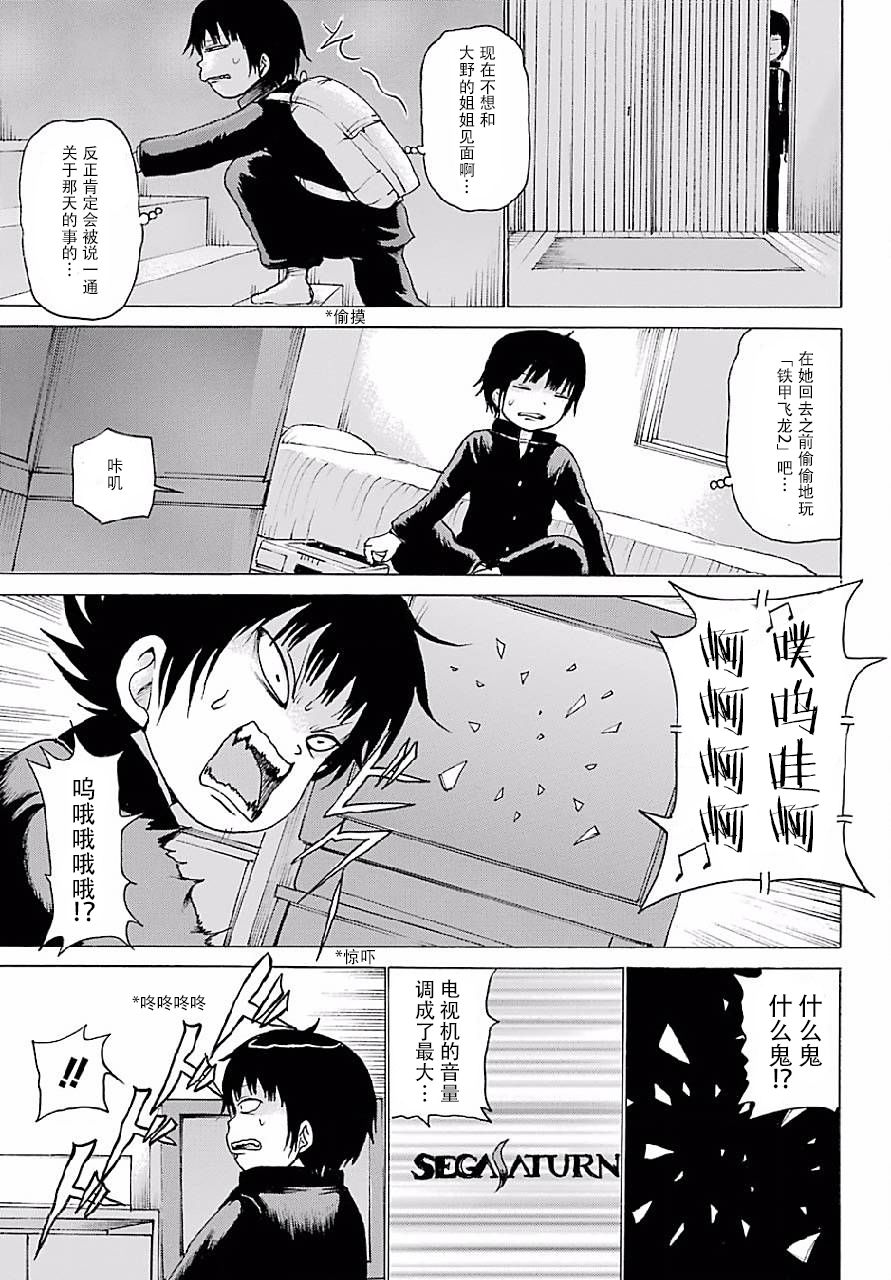 现在不想和
大野的姐姐见面啊…
反正肯定会被说一通
关于那天的事的…
*偷摸
在她回去之前偷偷地玩
「铁甲飞龙2」吧…
咔叽
♪噗呜哇啊
啊啊啊啊♪
呜哦哦哦哦!?
*惊吓
什么鬼
什么鬼!?
电视机的音量
调成了最大…
SEGA SATURN
*咚咚咚咚
!!